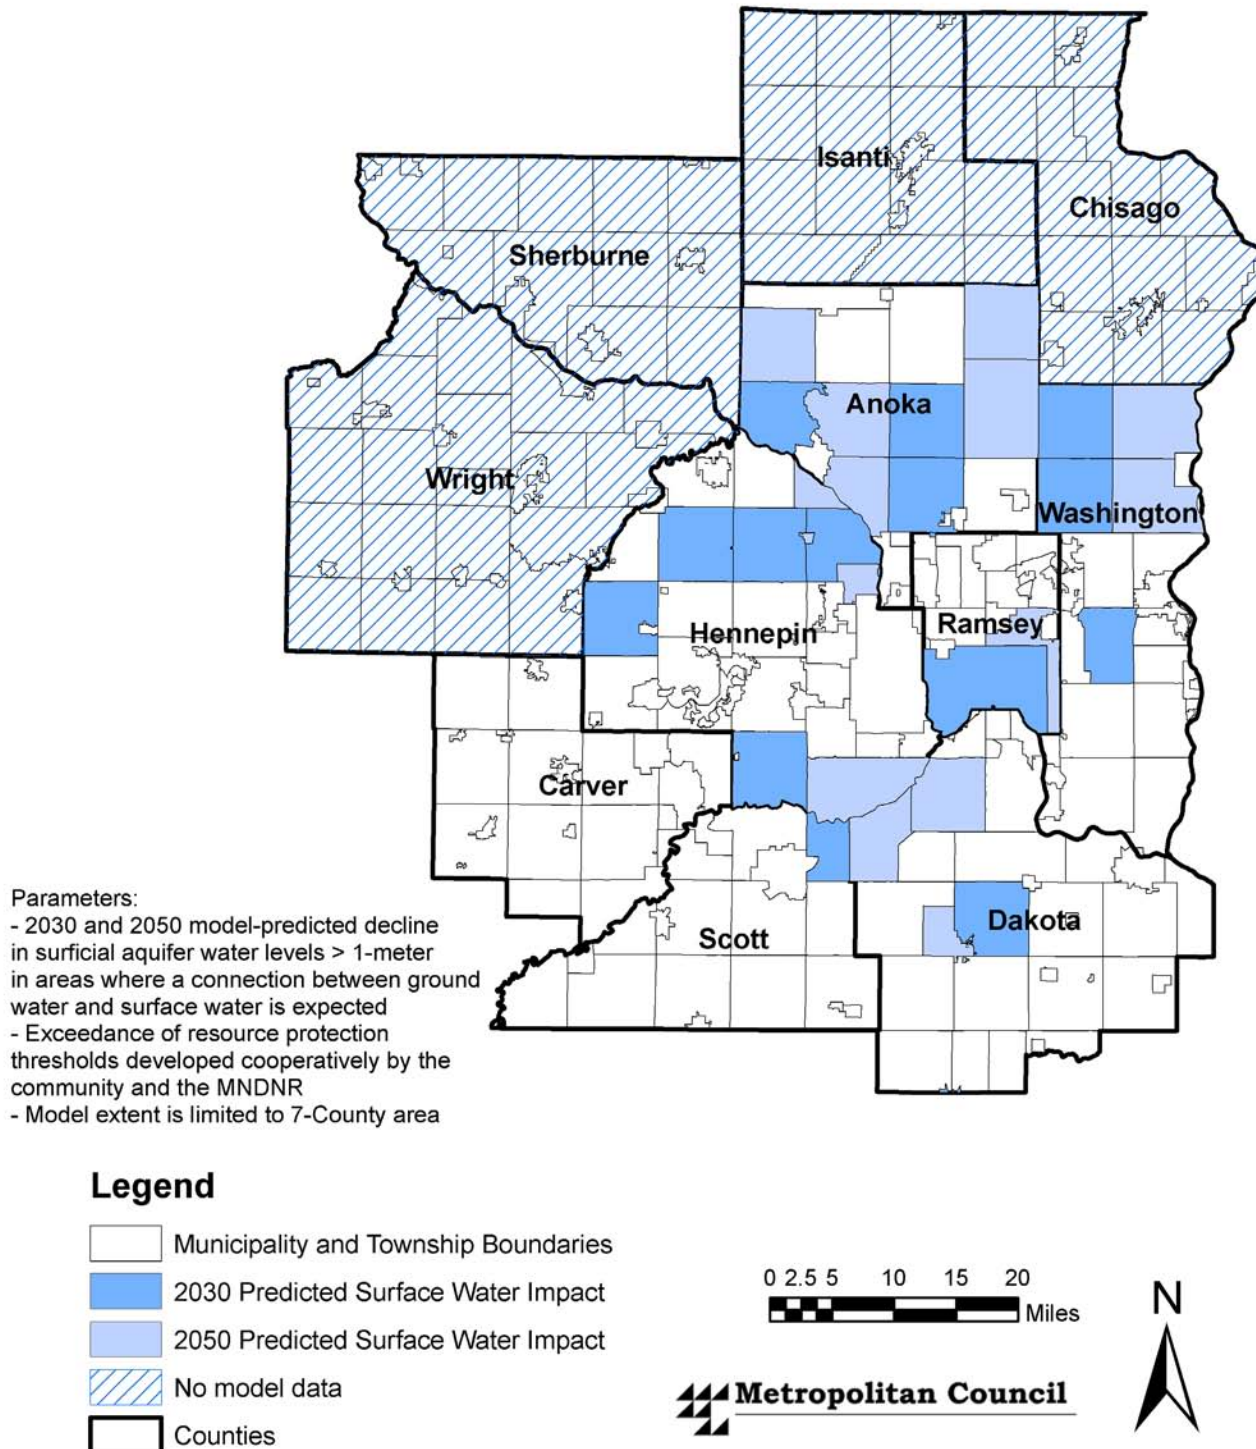 Isanti
Chisago
Sherburne
Anoka
Wright
Washington
Hennepin
Ramsey
Carver
Scott
Dakota
Parameters:
- 2030 and 2050 model-predicted decline
in surficial aquifer water levels > 1-meter
in areas where a connection between ground
water and surface water is expected
- Exceedance of resource protection
thresholds developed cooperatively by the
community and the MNDNR
- Model extent is limited to 7-County area
Legend
Municipality and Township Boundaries
2030 Predicted Surface Water Impact
2050 Predicted Surface Water Impact
No model data
Counties
0 2.5 5 10 15 20
Miles
N
Metropolitan Council